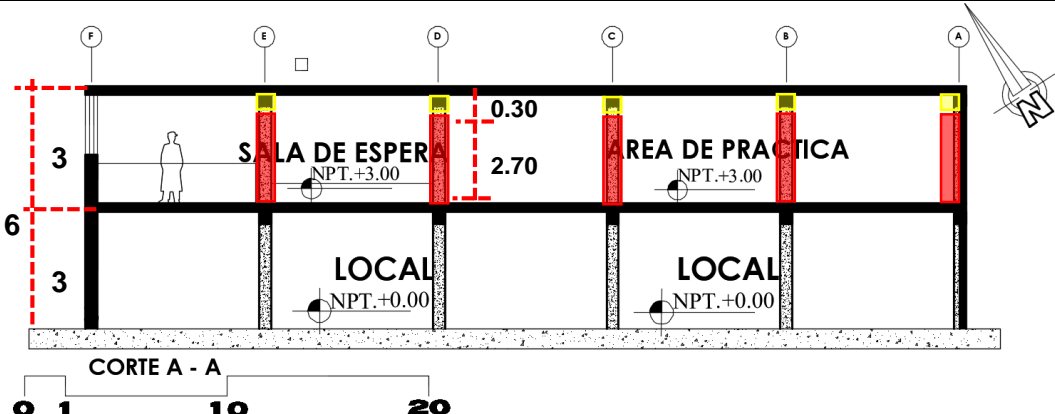 F E D C B A
N
0.30
3
SALA DE ESPERA
AREA DE PRACTICA
2.70
NPT.+3.00
NPT.+3.00
6
3
LOCAL
LOCAL
NPT.+0.00
NPT.+0.00
CORTE A - A
0 1 10 20